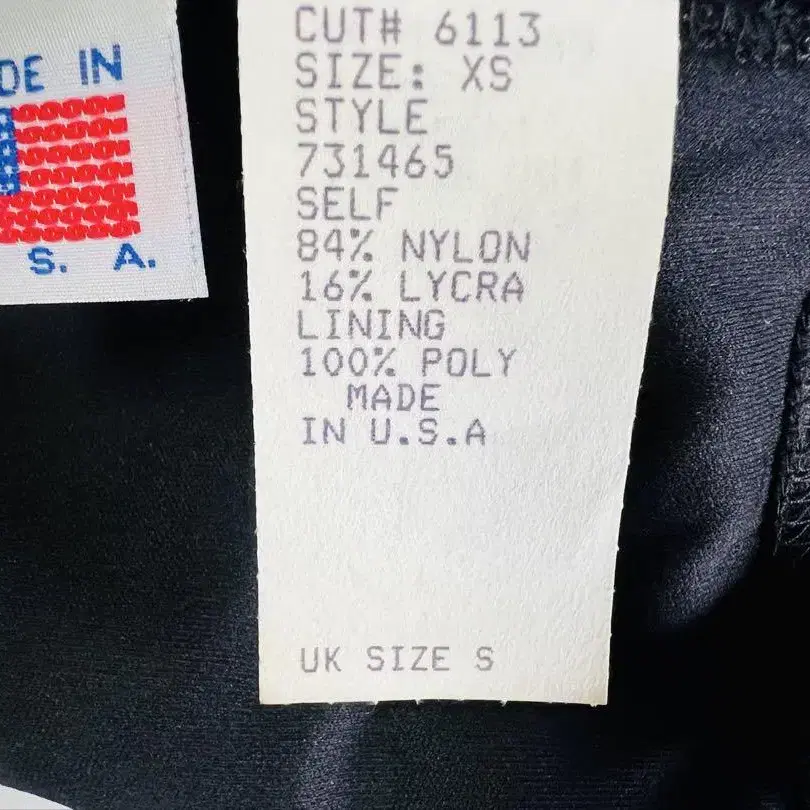 DE IN
S. A.
CUT# 6113
SIZE: XS
STYLE
731465
SELF
84% NYLON
16% LYCRA
LINING
100% POLY
MADE
IN U.S.A
UK SIZE S